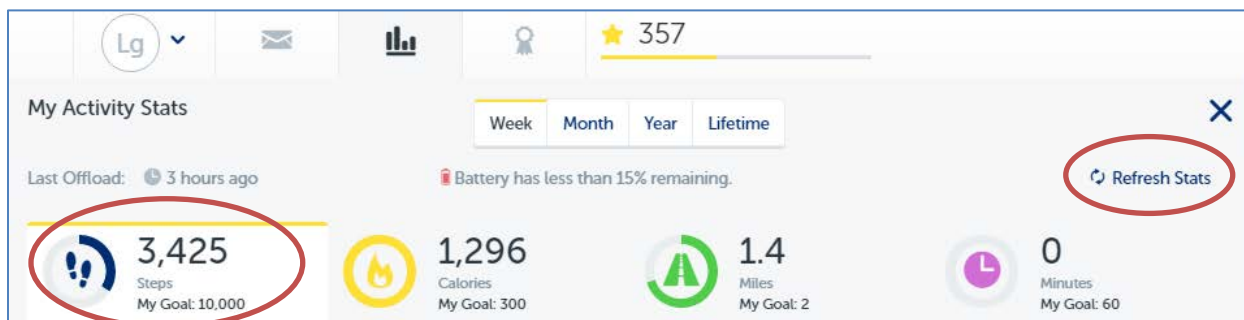 Lg
357
My Activity Stats
Week Month Year Lifetime
Last Offload: 3 hours ago Battery has less than 15% remaining. Refresh Stats
3,425 1,296 1.4 0
Steps Calories Miles Minutes
My Goal: 10,000 My Goal: 300 My Goal: 2 My Goal: 60